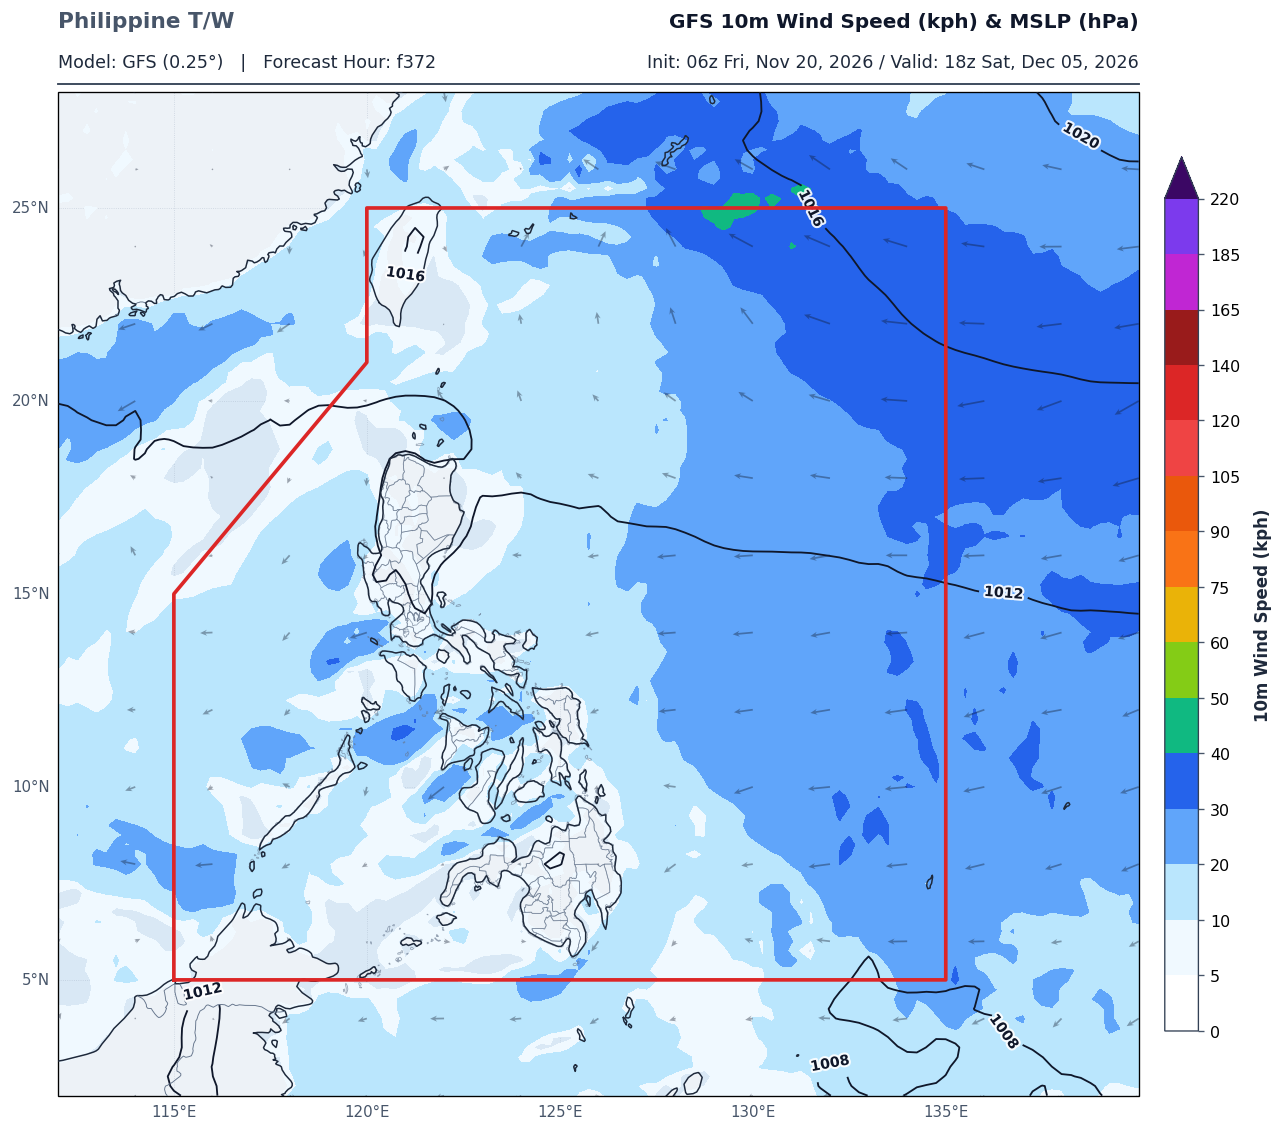 Philippine T/W
GFS 10m Wind Speed (kph) & MSLP (hPa)
Model: GFS (0.25°) | Forecast Hour: f372
Init: 06z Fri, Nov 20, 2026 / Valid: 18z Sat, Dec 05, 2026
1020
1016
1016
1012
1012
1008
1008
25°N
20°N
15°N
10°N
5°N
115°E
120°E
125°E
130°E
135°E
220
185
165
140
120
105
90
75
60
50
40
30
20
10
5
0
10m Wind Speed (kph)